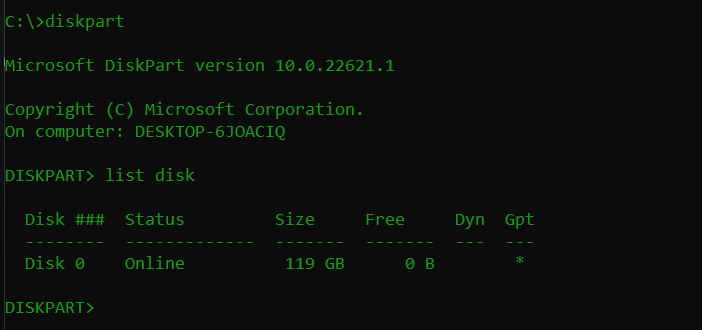 C:\>diskpart
Microsoft DiskPart version 10.0.22621.1
Copyright (C) Microsoft Corporation.
On computer: DESKTOP-6JOACIQ
DISKPART> list disk
  Disk ###  Status         Size     Free     Dyn  Gpt
  --------  -------------  -------  -------  ---  ---
  Disk 0    Online          119 GB      0 B        *
DISKPART>